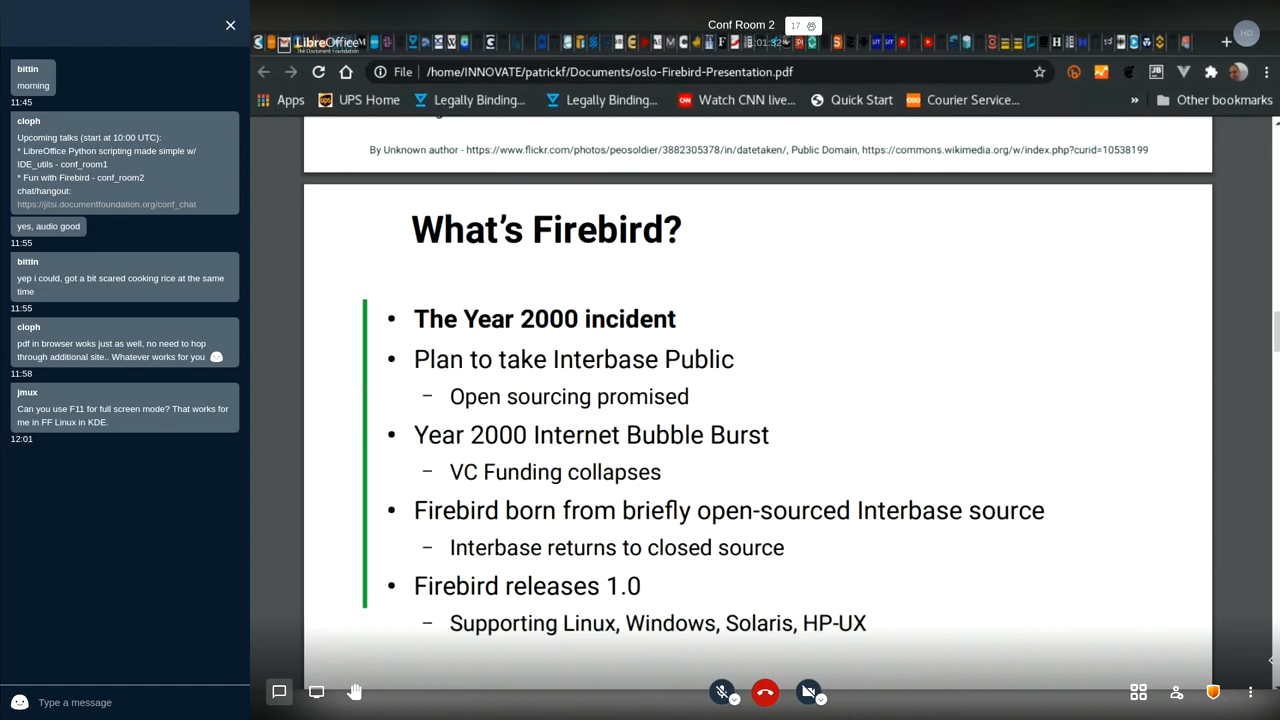 bittin
morning
11:45
cloph
Upcoming talks (start at 10:00 UTC):
* LibreOffice Python scripting made simple w/
IDE_utils - conf_room1
* Fun with Firebird - conf_room2
chat/hangout:
https://jitsi.documentfoundation.org/conf_chat
yes, audio good
11:55
bittin
yep i could, got a bit scared cooking rice at the same
time
11:55
cloph
pdf in browser woks just as well, no need to hop
through additional site.. Whatever works for you
11:58
jmux
Can you use F11 for full screen mode? That works for
me in FF Linux in KDE.
12:01
Type a message
Conf Room 2
17
LibreOffice
The Document Foundation
HD
File
/home/INNOVATE/patrickf/Documents/oslo-Firebird-Presentation.pdf
Apps
UPS Home
Legally Binding...
Legally Binding...
Watch CNN live...
Quick Start
Courier Service...
»
Other bookmarks
By Unknown author - https://www.flickr.com/photos/peosoldier/3882305378/in/datetaken/, Public Domain, https://commons.wikimedia.org/w/index.php?curid=10538199
What’s Firebird?
• The Year 2000 incident
• Plan to take Interbase Public
– Open sourcing promised
• Year 2000 Internet Bubble Burst
– VC Funding collapses
• Firebird born from briefly open-sourced Interbase source
– Interbase returns to closed source
• Firebird releases 1.0
– Supporting Linux, Windows, Solaris, HP-UX